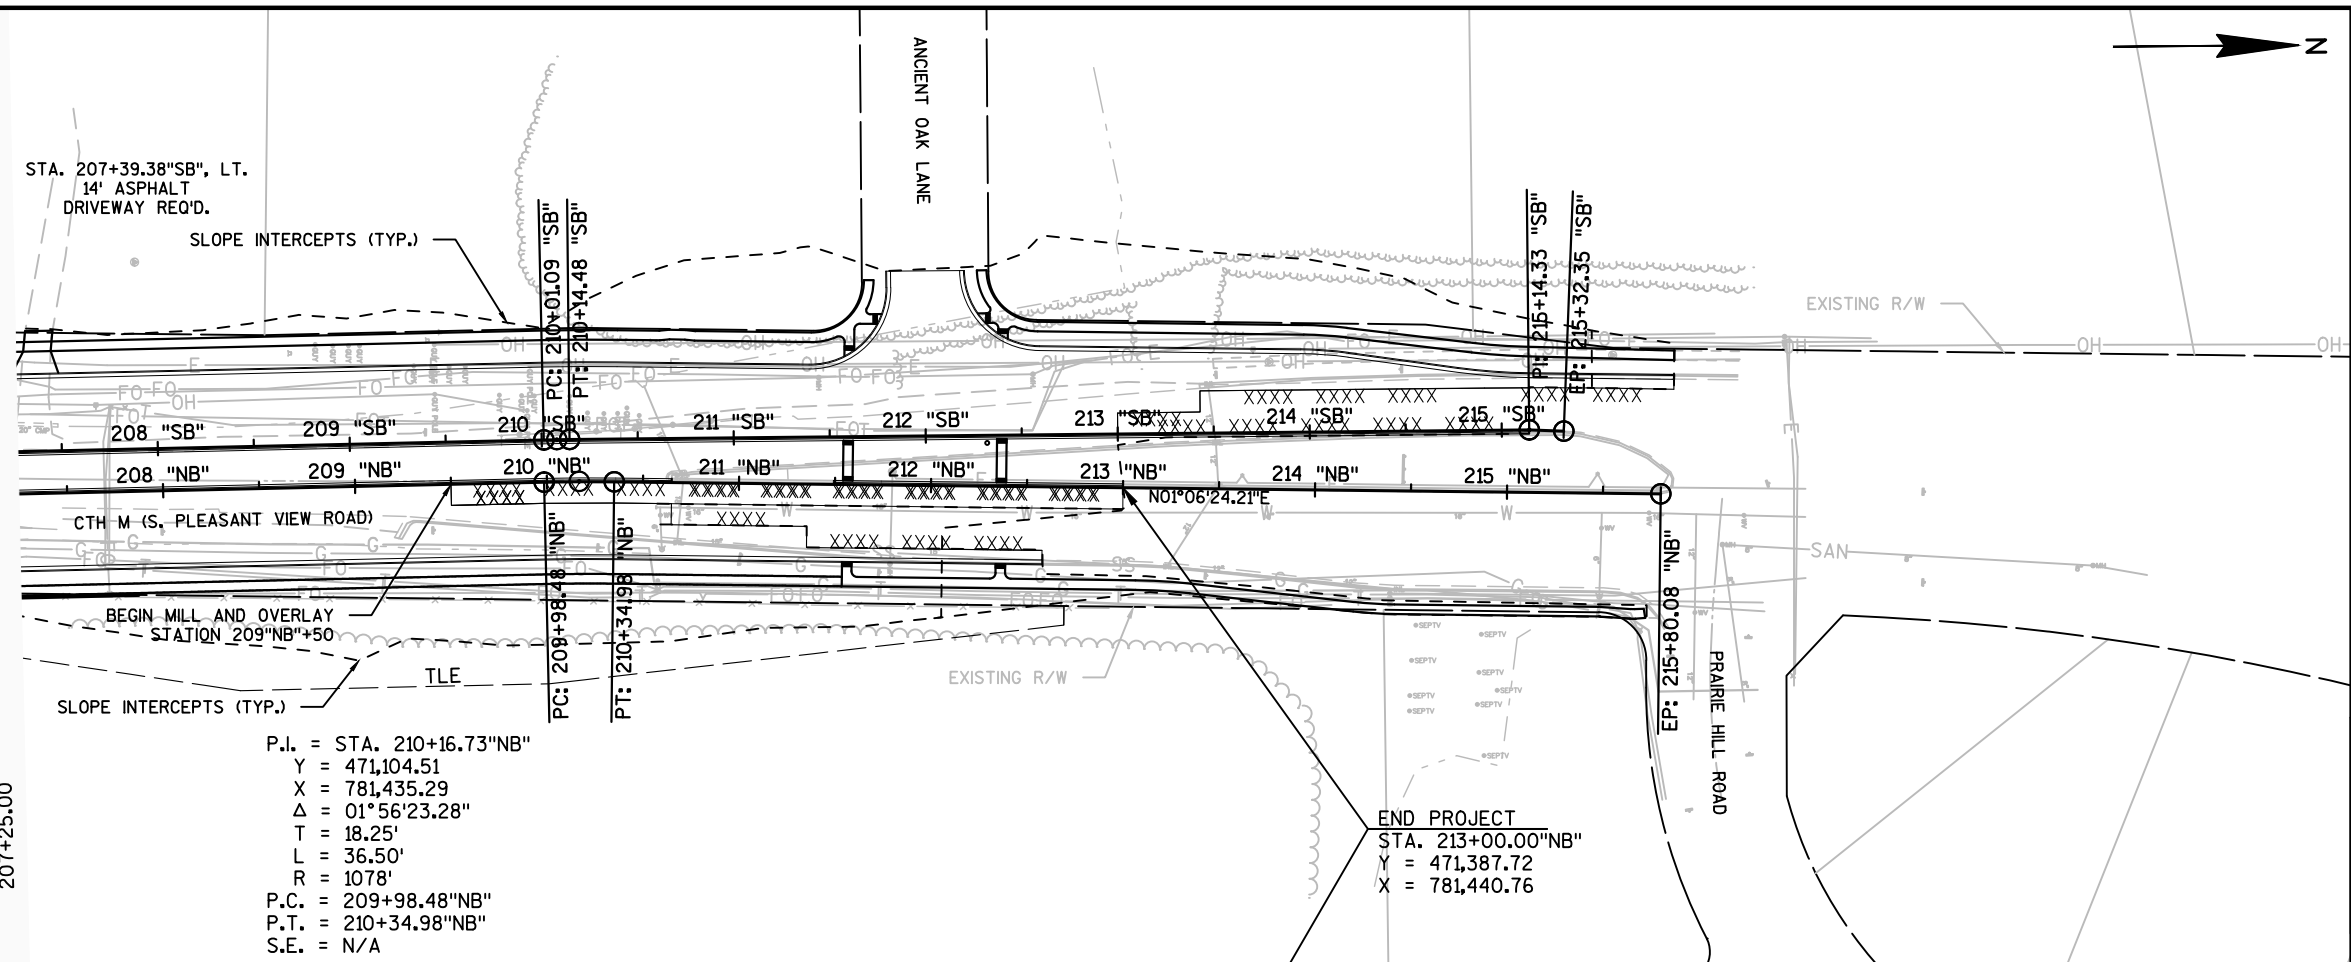 N
ANCIENT OAK LANE
STA. 207+39.38"SB", LT.
14' ASPHALT
DRIVEWAY REQ'D.
SLOPE INTERCEPTS (TYP.)
PC: 210+01.09 "SB"
PT: 210+14.48 "SB"
PI: 215+14.33 "SB"
EP: 215+32.35 "SB"
EXISTING R/W
208 "SB"
209 "SB"
210 "SB"
211 "SB"
212 "SB"
213 "SB"
214 "SB"
215 "SB"
208 "NB"
209 "NB"
210 "NB"
211 "NB"
212 "NB"
213 "NB"
214 "NB"
215 "NB"
N01°06'24.21"E
CTH M (S. PLEASANT VIEW ROAD)
SAN
BEGIN MILL AND OVERLAY
STATION 209"NB"+50
PC: 209+98.48 "NB"
PT: 210+34.98 "NB"
EP: 215+80.08 "NB"
TLE
EXISTING R/W
SLOPE INTERCEPTS (TYP.)
PRAIRIE HILL ROAD
207+25.00
P.I. = STA. 210+16.73"NB"
Y = 471,104.51
X = 781,435.29
Δ = 01°56'23.28"
T = 18.25'
L = 36.50'
R = 1078'
P.C. = 209+98.48"NB"
P.T. = 210+34.98"NB"
S.E. = N/A
END PROJECT
STA. 213+00.00"NB"
Y = 471,387.72
X = 781,440.76